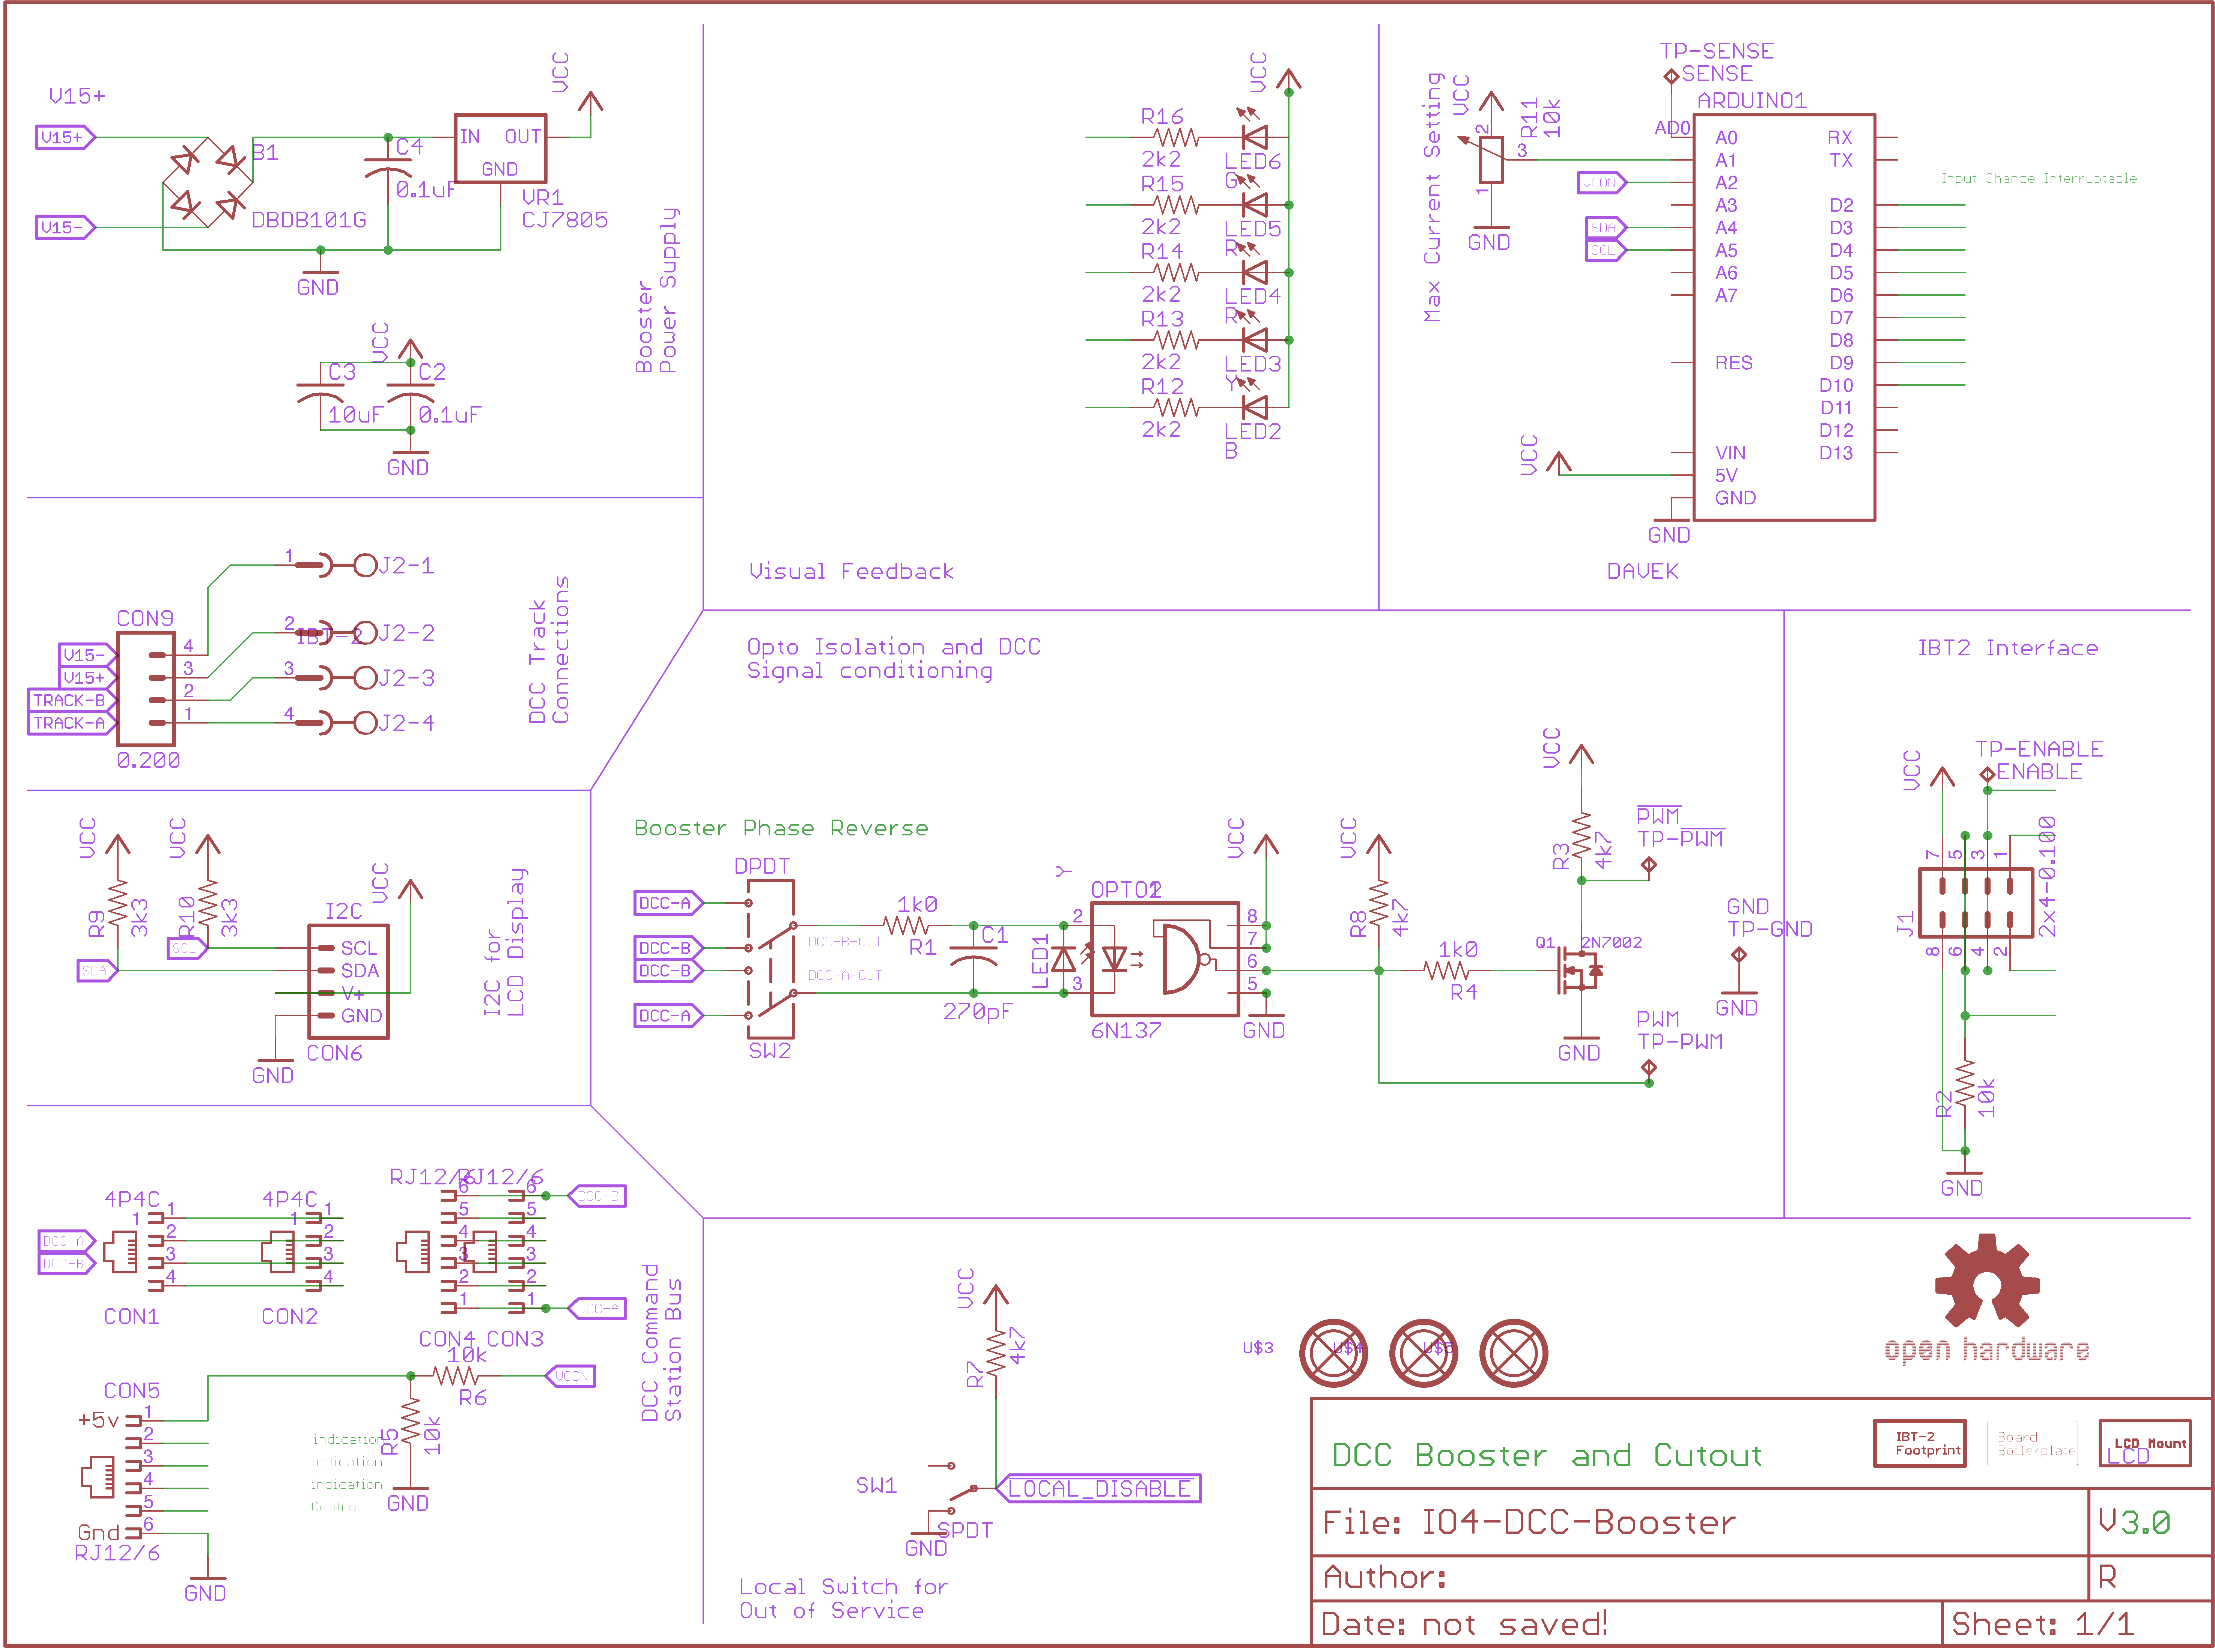 V15+
V15+
V15-
B1
DBDB101G
C4
0.1uF
IN OUT
GND
VR1
CJ7805
VCC
GND
VCC
C3
10uF
C2
0.1uF
GND
Booster
Power Supply
VCC
R16
2k2
LED6
G
R15
2k2
LED5
R
R14
2k2
LED4
R
R13
2k2
LED3
Y
R12
2k2
LED2
B
Visual Feedback
Max Current Setting
VCC
R11
10k
2
3
1
GND
TP-SENSE
SENSE
ARDUINO1
AD0
VCON
SDA
SCL
A0
A1
A2
A3
A4
A5
A6
A7
RES
VIN
5V
GND
RX
TX
D2
D3
D4
D5
D6
D7
D8
D9
D10
D11
D12
D13
Input Change Interruptable
VCC
GND
DAVEK
CON9
V15-
V15+
TRACK-B
TRACK-A
4
3
2
1
0.200
1
J2-1
2
IBT-2
J2-2
3
J2-3
4
J2-4
DCC Track
Connections
VCC
R9
3k3
VCC
R10
3k3
SCL
SDA
I2C
SCL
SDA
V+
GND
CON6
VCC
GND
I2C for
LCD Display
Opto Isolation and DCC
Signal conditioning
Booster Phase Reverse
DPDT
DCC-A
DCC-B
DCC-B
DCC-A
SW2
DCC-B-OUT
DCC-A-OUT
1k0
R1
C1
270pF
LED1
Y
2
3
6N137
8
7
6
5
VCC
GND
VCC
R8
4k7
1k0
R4
VCC
R3
4k7
Q1
2N7002
GND
PWM
TP-PWM
GND
TP-GND
GND
PWM
TP-PWM
IBT2 Interface
VCC
TP-ENABLE
ENABLE
7
5
3
1
J1
2x4-0.100
8
6
4
2
R2
10k
GND
4P4C
1
1
2
3
4
DCC-A
DCC-B
CON1
4P4C
1
1
2
3
4
CON2
RJ12/6
6
5
4
3
2
1
CON4
RJ12/6
6
5
4
3
2
1
CON3
DCC-B
DCC-A
DCC Command
Station Bus
CON5
+5v
1
2
3
4
5
6
Gnd
RJ12/6
GND
10k
R6
VCON
R5
10k
GND
indication
indication
indication
Control
VCC
R7
4k7
SW1
SPDT
GND
LOCAL_DISABLE
Local Switch for
Out of Service
U$3
U$4
U$5
open hardware
DCC Booster and Cutout
IBT-2
Footprint
Board
Boilerplate
LCD Mount
LCD
File: IO4-DCC-Booster
V3.0
Author:
R
Date: not saved!
Sheet: 1/1